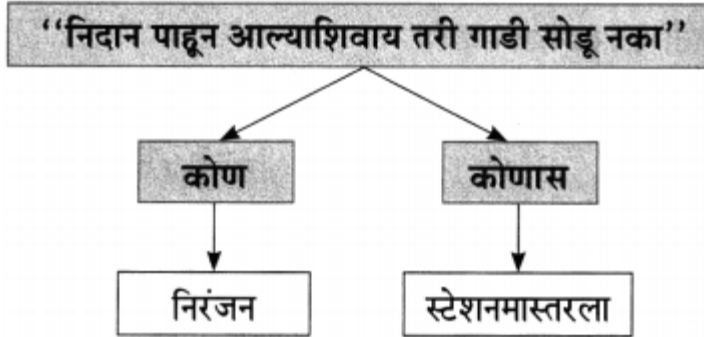 ‘‘निदान पाहून आल्याशिवाय तरी गाडी सोडू नका’’
कोण
कोणास
निरंजन
स्टेशनमास्तरला